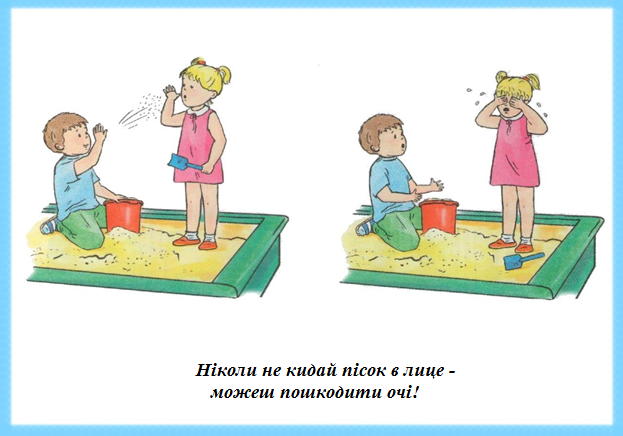 Ніколи не кидай пісок в лице -
можеш пошкодити очі!